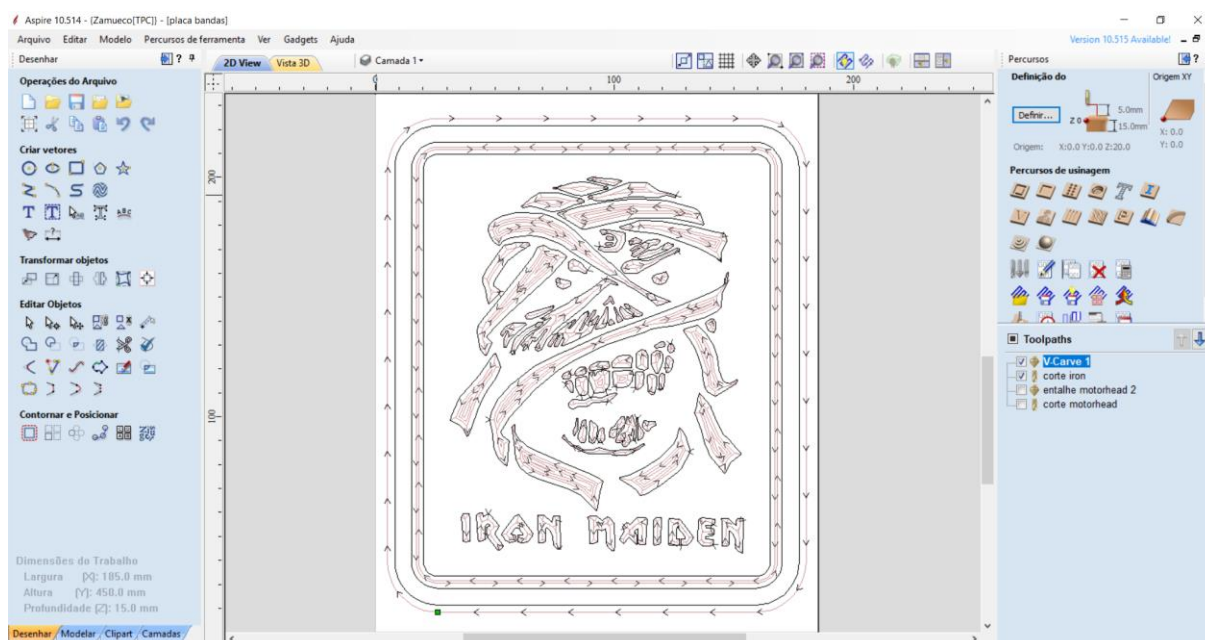 Aspire 10.514 - {Zamueco[TPC]} - [placa bandas]
Arquivo Editar Modelo Percursos de ferramenta Ver Gadgets Ajuda
Version 10.515 Available!
Desenhar
2D View Vista 3D
Camada 1
Percursos
Operações do Arquivo
Criar vetores
Transformar objetos
Editar Objetos
Contornar e Posicionar
Dimensões do Trabalho
Largura [X]: 185.0 mm
Altura (Y): 450.0 mm
Profundidade (Z): 15.0 mm
Desenhar Modelar Clipart Camadas
0 100 200
200
100
IRON MAIDEN
Definição do
Origem XY
Definir...
Z 0
5.0mm
15.0mm
X: 0.0
Y: 0.0
Origem: X:0.0 Y:0.0 Z:20.0
Percursos de usinagem
Toolpaths
V-Carve 1
corte iron
entalhe motorhead 2
corte motorhead